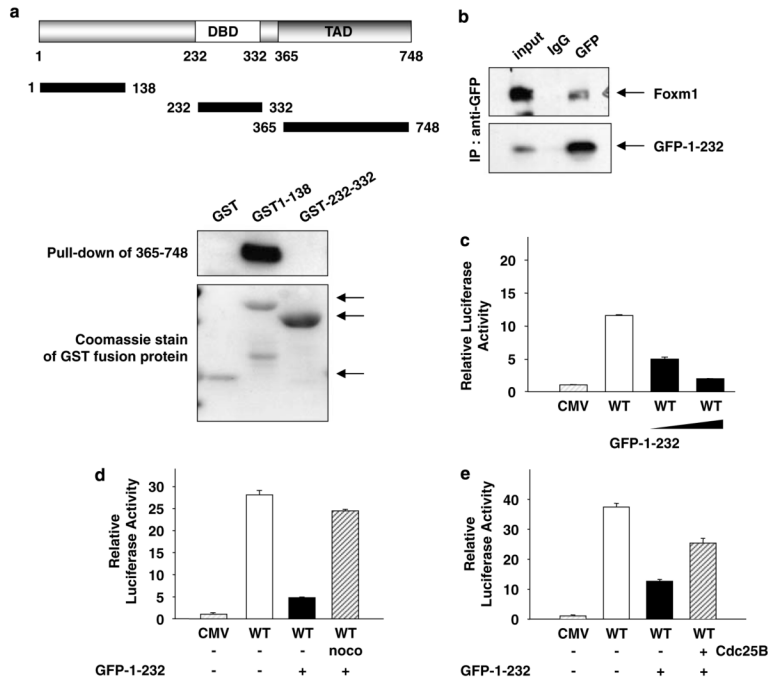 a
DBD
TAD
1
232
332
365
748
1
138
232
332
365
748
GST
GST1-138
GST-232-332
Pull-down of 365-748
Coomassie stain
of GST fusion protein
b
input
IgG
GFP
IP : anti-GFP
Foxm1
GFP-1-232
c
Relative Luciferase
Activity
20
15
10
5
0
CMV
WT
WT
WT
GFP-1-232
d
Relative
Luciferase Activity
30
25
20
15
10
5
0
CMV
WT
WT
WT
-
-
-
noco
GFP-1-232
-
-
+
+
e
Relative
Luciferase Activity
40
30
20
10
0
CMV
WT
WT
WT
-
-
-
+
Cdc25B
GFP-1-232
-
-
+
+